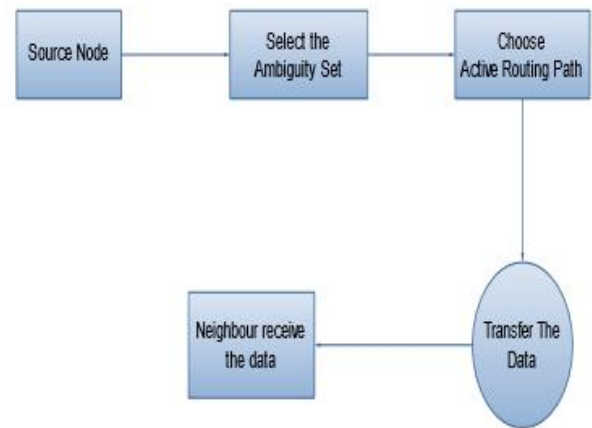 Source Node
Select the
Ambiguity Set
Choose
Active Routing Path
Transfer The
Data
Neighbour receive
the data